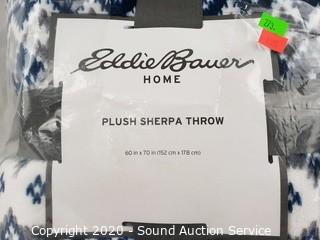 273.
Eddie Bauer
HOME
PLUSH SHERPA THROW
60 in x 70 in (152 cm x 178 cm)
Copyright 2020 - Sound Auction Service